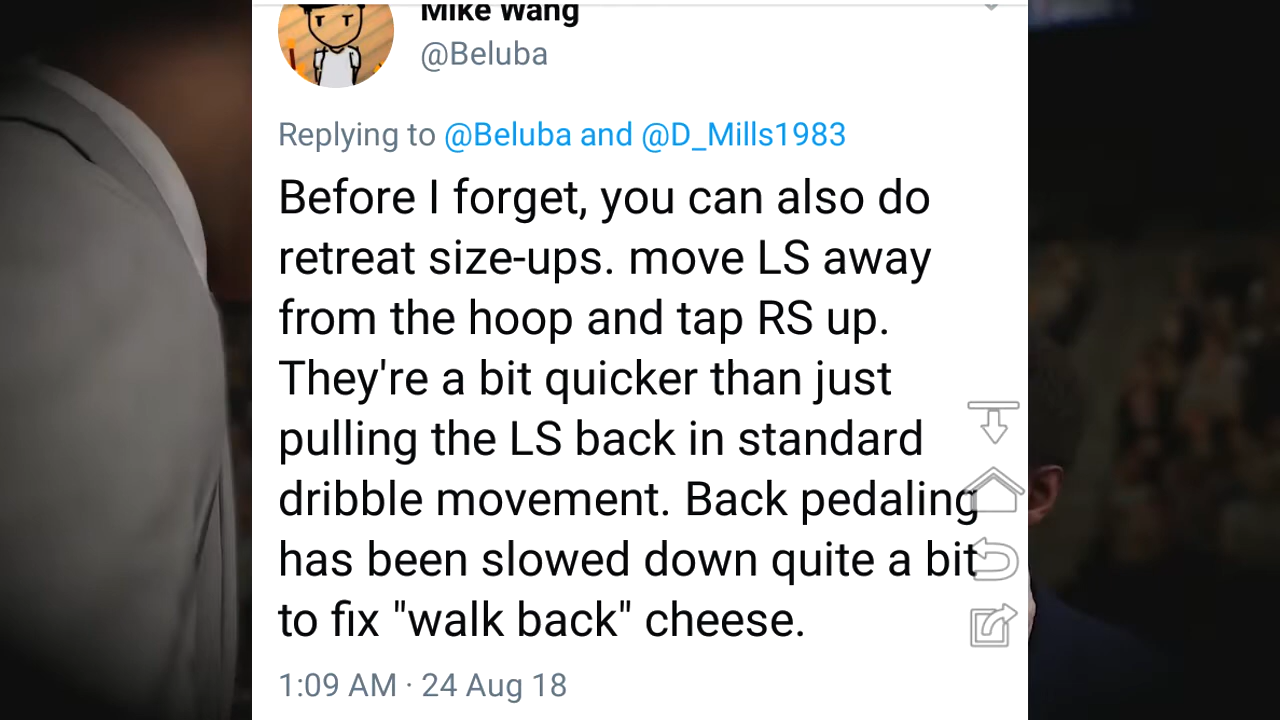 Mike Wang
@Beluba
Replying to @Beluba and @D_Mills1983
Before I forget, you can also do
retreat size-ups. move LS away
from the hoop and tap RS up.
They're a bit quicker than just
pulling the LS back in standard
dribble movement. Back pedaling
has been slowed down quite a bit
to fix "walk back" cheese.
1:09 AM · 24 Aug 18